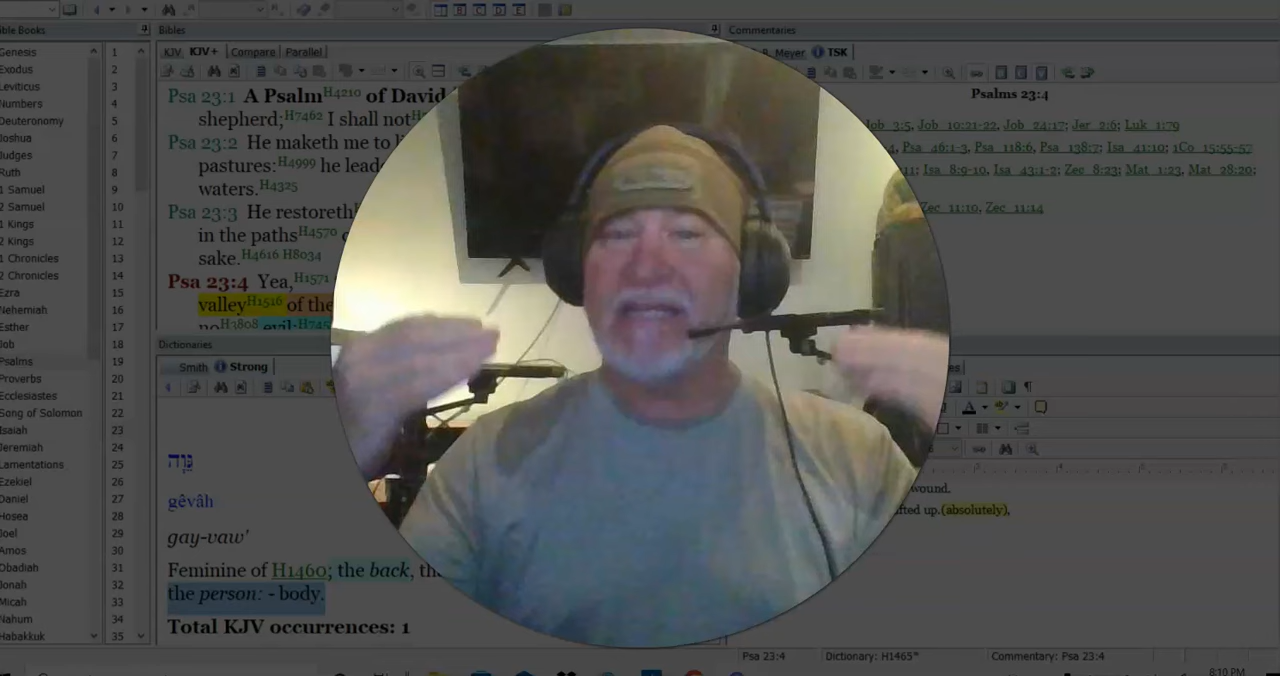 ible Books
Genesis
Exodus
Leviticus
Numbers
Deuteronomy
Joshua
Judges
Ruth
1 Samuel
2 Samuel
1 Kings
2 Kings
1 Chronicles
2 Chronicles
Ezra
Nehemiah
Esther
Job
Psalms
Proverbs
Ecclesiastes
Song of Solomon
Isaiah
Jeremiah
Lamentations
Ezekiel
Daniel
Hosea
Joel
Amos
Obadiah
Jonah
Micah
Nahum
Habakkuk
1
2
3
4
5
6
7
8
9
10
11
12
13
14
15
16
17
18
19
20
21
22
23
24
25
26
27
28
29
30
31
32
33
34
35
Bibles
KJV KJV+ Compare Parallel
Psa 23:1 A Psalm H4210 of David
shepherd; H7462 I shall not
Psa 23:2 He maketh me to
pastures: H4999 he
waters. H4325
Psa 23:3 He restoreth
in the paths H4570
sake. H4616 H8034
Psa 23:4 Yea, H1571
valley H1516 of the
no H3808 evil:
Dictionaries
Smith Strong
גֵּוָה
gêvâh
gay-vaw'
Feminine of H1460; the back,
the person: - body.
Total KJV occurrences: 1
Commentaries
Meyer TSK
Psalms 23:4
Job 3:5, Job 10:21-22, Job 24:17; Jer 2:6; Luk 1:79
Psa 46:1-3, Psa 118:6, Psa 138:7; Isa 41:10; 1Co 15:55-57
Isa 8:9-10, Isa 43:1-2; Zec 8:23; Mat 1:23, Mat 28:20;
Zec 11:10, Zec 11:14
wound.
up.(absolutely),
Psa 23:4 Dictionary: H1465* Commentary: Psa 23:4
8:10 PM